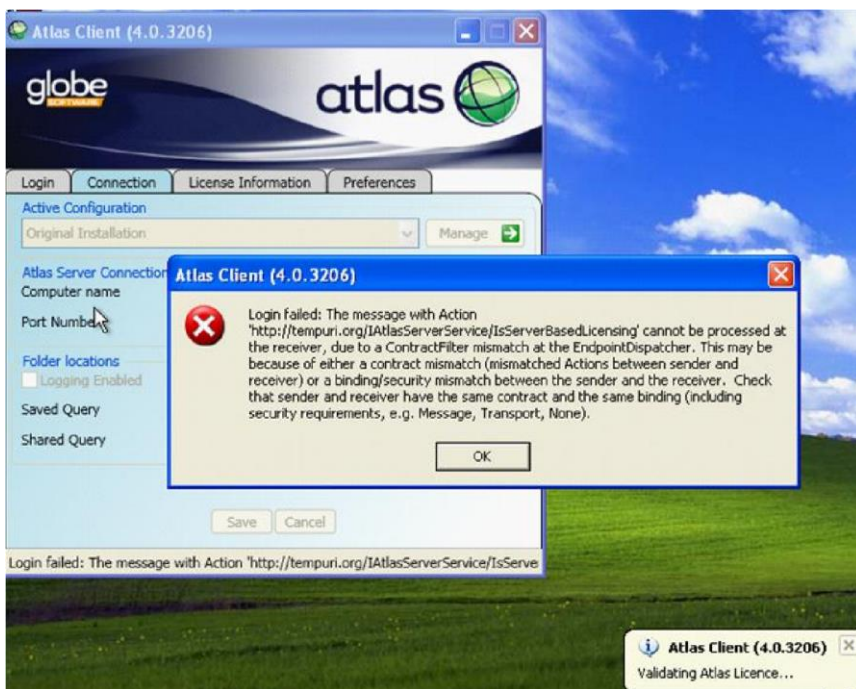 Atlas Client (4.0.3206)
globe
SOFTWARE
atlas
Login Connection License Information Preferences
Active Configuration
Original Installation
Manage
Atlas Server Connection
Computer name
Port Number
Folder locations
Logging Enabled
Saved Query
Shared Query
Save Cancel
Login failed: The message with Action 'http://tempuri.org/IAtlasServerService/IsServe
Atlas Client (4.0.3206)
Login failed: The message with Action
'http://tempuri.org/IAtlasServerService/IsServerBasedLicensing' cannot be processed at
the receiver, due to a ContractFilter mismatch at the EndpointDispatcher. This may be
because of either a contract mismatch (mismatched Actions between sender and
receiver) or a binding/security mismatch between the sender and the receiver. Check
that sender and receiver have the same contract and the same binding (including
security requirements, e.g. Message, Transport, None).
OK
Atlas Client (4.0.3206)
Validating Atlas Licence...